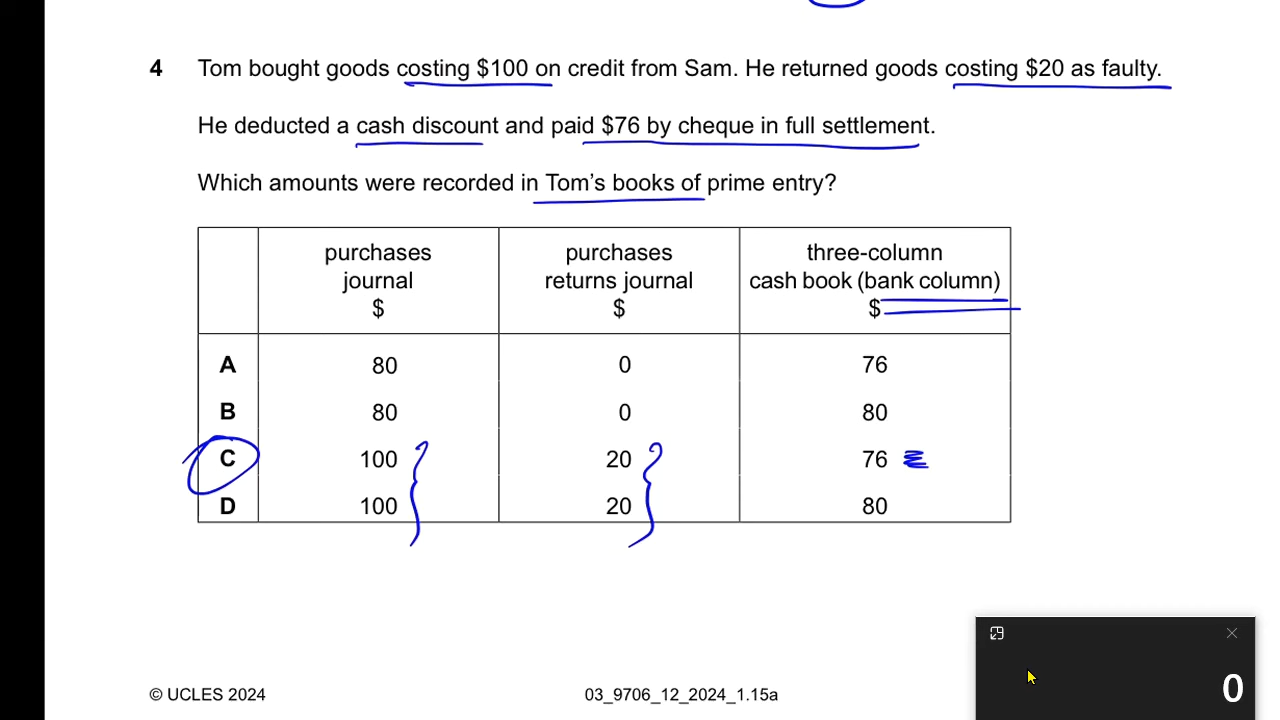 4 Tom bought goods costing $100 on credit from Sam. He returned goods costing $20 as faulty.
He deducted a cash discount and paid $76 by cheque in full settlement.
Which amounts were recorded in Tom’s books of prime entry?
purchases journal $
purchases returns journal $
three-column cash book (bank column) $
A 80 0 76
B 80 0 80
C 100 20 76
D 100 20 80
© UCLES 2024 03_9706_12_2024_1.15a
0